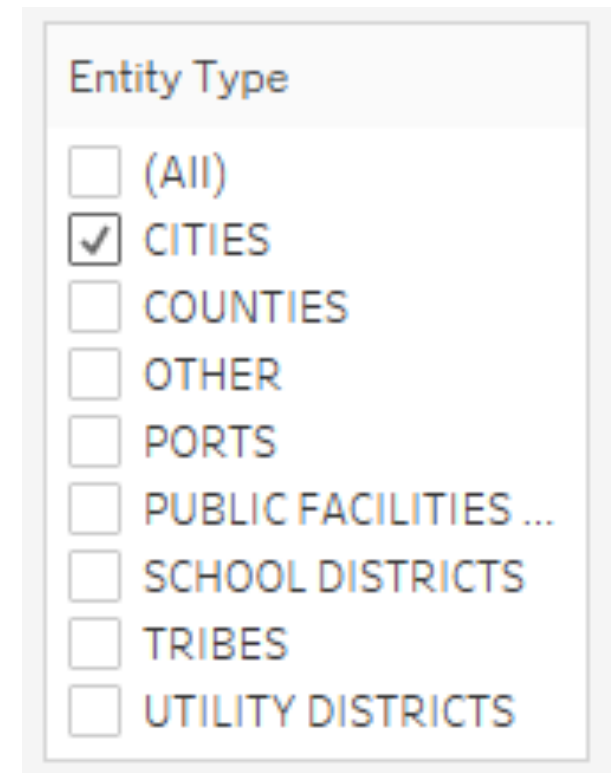 Entity Type
(All)
CITIES
COUNTIES
OTHER
PORTS
PUBLIC FACILITIES ...
SCHOOL DISTRICTS
TRIBES
UTILITY DISTRICTS